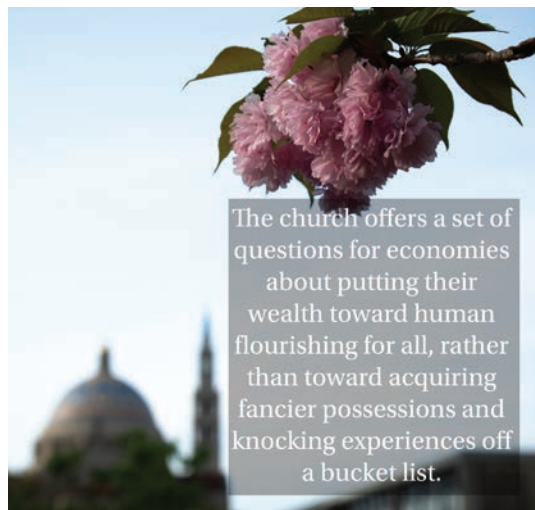 The church offers a set of
questions for economies
about putting their
wealth toward human
flourishing for all, rather
than toward acquiring
fancier possessions and
knocking experiences off
a bucket list.